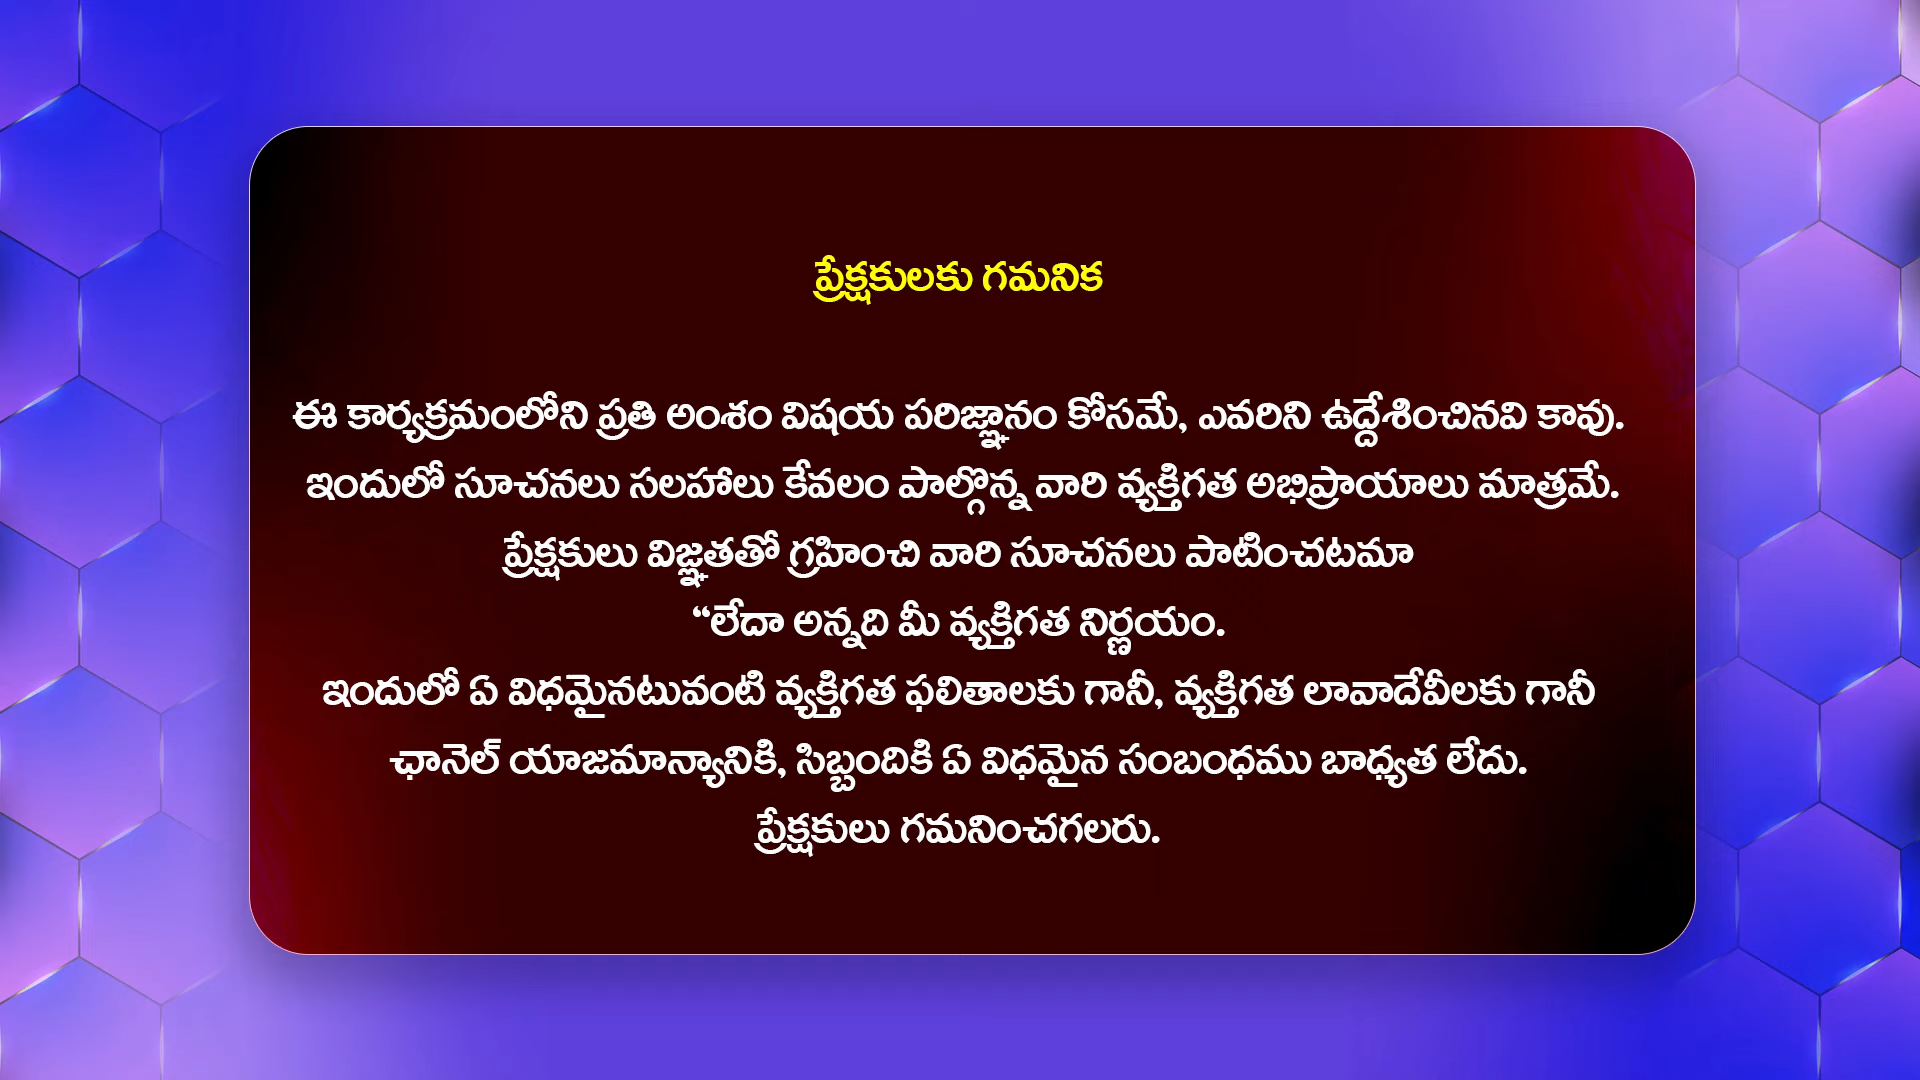 ప్రేక్షకులకు గమనిక
ఈ కార్యక్రమంలోని ప్రతి అంశం విషయ పరిజ్ఞానం కోసమే, ఎవరిని ఉద్దేశించినవి కావు.
ఇందులో సూచనలు సలహాలు కేవలం పాల్గొన్న వారి వ్యక్తిగత అభిప్రాయాలు మాత్రమే.
ప్రేక్షకులు విజ్ఞతతో గ్రహించి వారి సూచనలు పాటించటమా
“లేదా అన్నది మీ వ్యక్తిగత నిర్ణయం.
ఇందులో ఏ విధమైనటువంటి వ్యక్తిగత ఫలితాలకు గానీ, వ్యక్తిగత లావాదేవీలకు గానీ
ఛానెల్ యాజమాన్యానికి, సిబ్బందికి ఏ విధమైన సంబంధము బాధ్యత లేదు.
ప్రేక్షకులు గమనించగలరు.